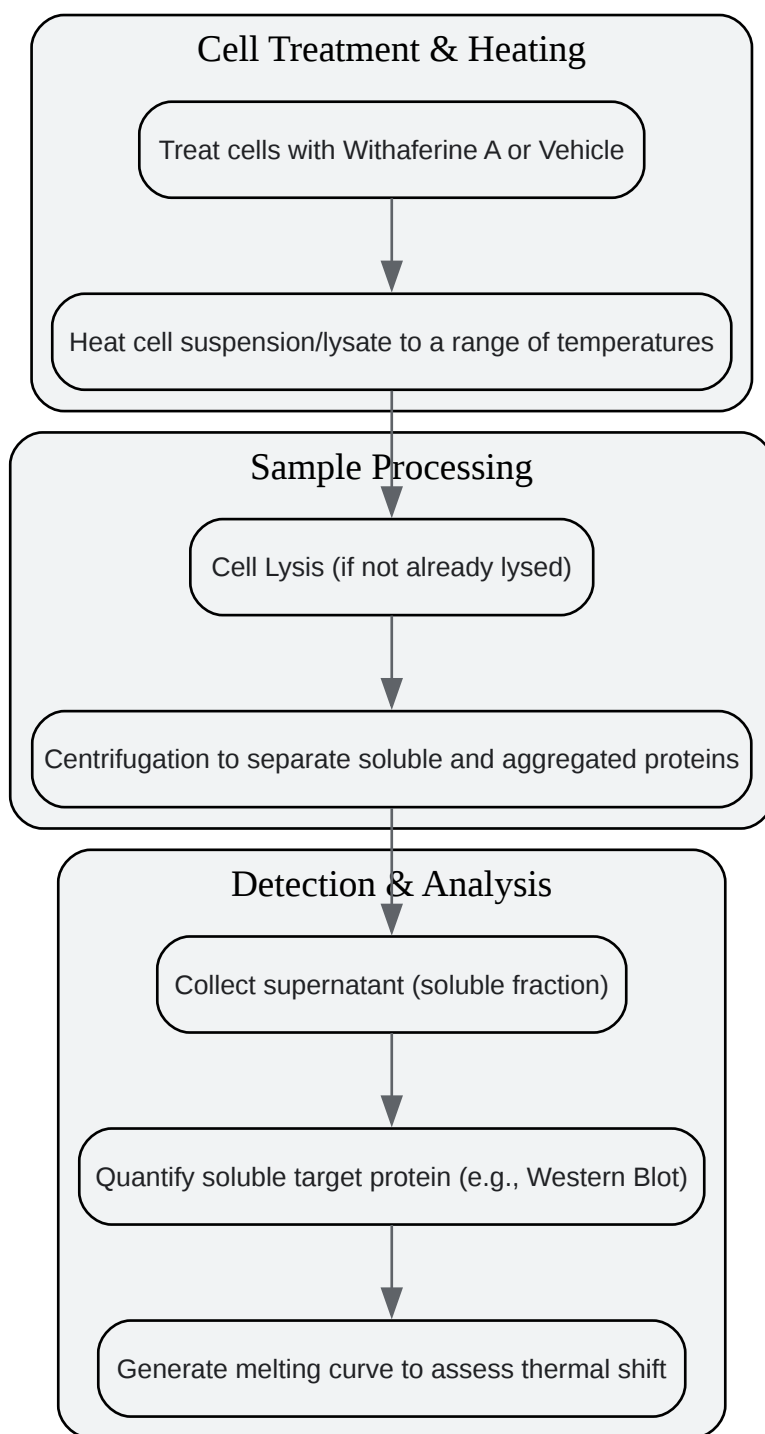 Cell Treatment & Heating
Treat cells with Withaferine A or Vehicle
Heat cell suspension/lysate to a range of temperatures
Sample Processing
Cell Lysis (if not already lysed)
Centrifugation to separate soluble and aggregated proteins
Detection & Analysis
Collect supernatant (soluble fraction)
Quantify soluble target protein (e.g., Western Blot)
Generate melting curve to assess thermal shift